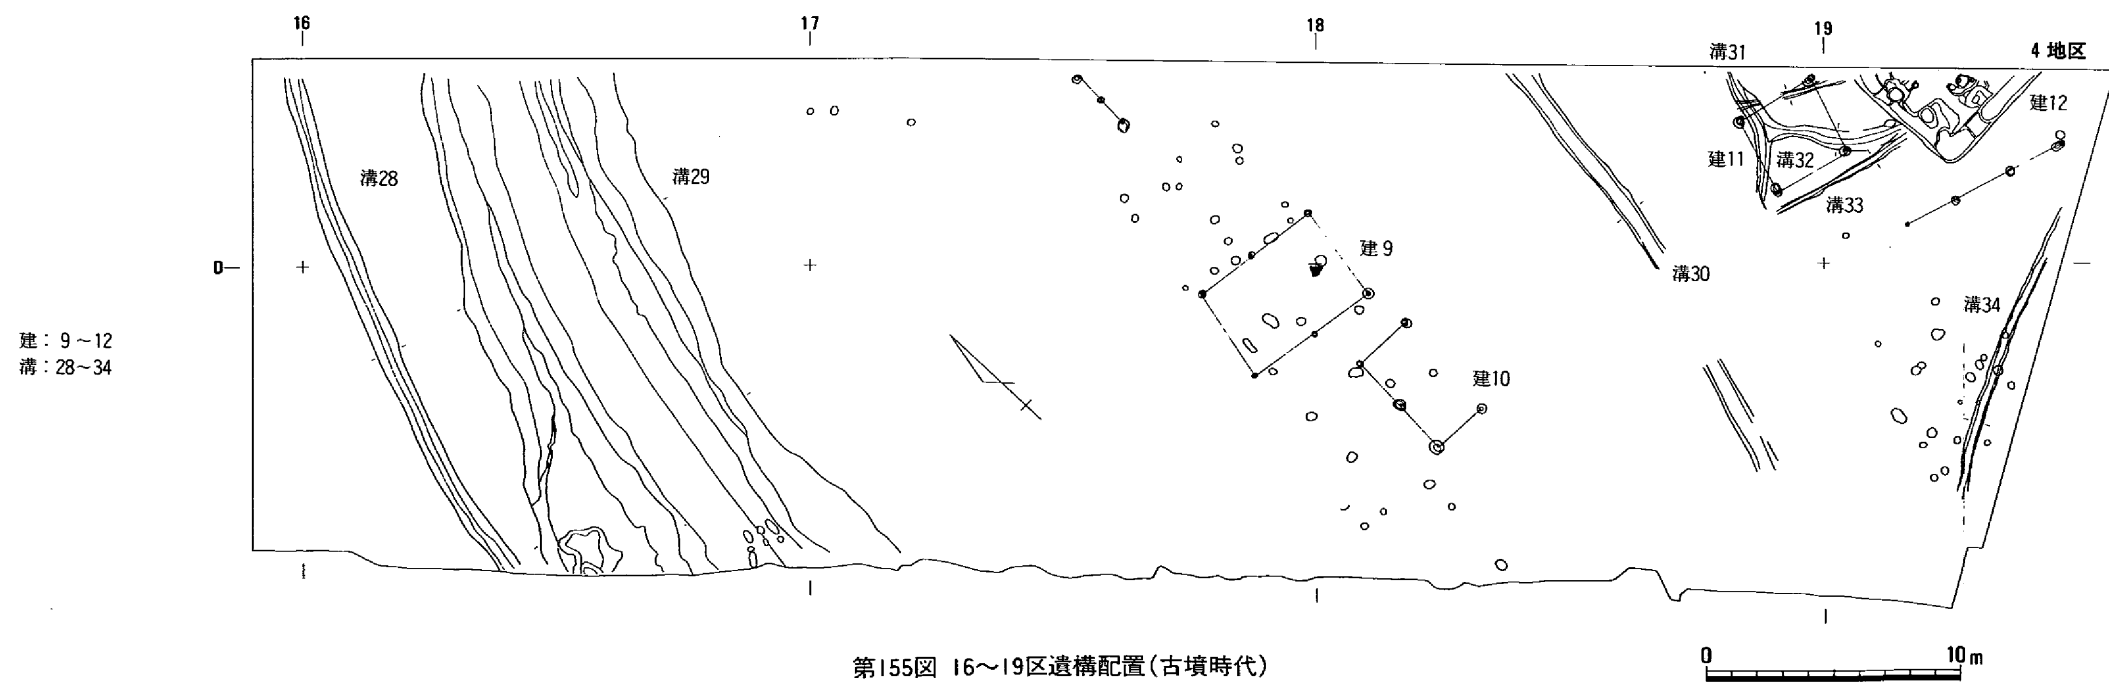 16
17
18
19
4 地区
溝31
建12
溝28
溝29
建11
溝32
溝33
建 9
D
溝30
溝34
建：9～12
溝：28～34
建10
第155図 16～19区遺構配置(古墳時代)
0
10m